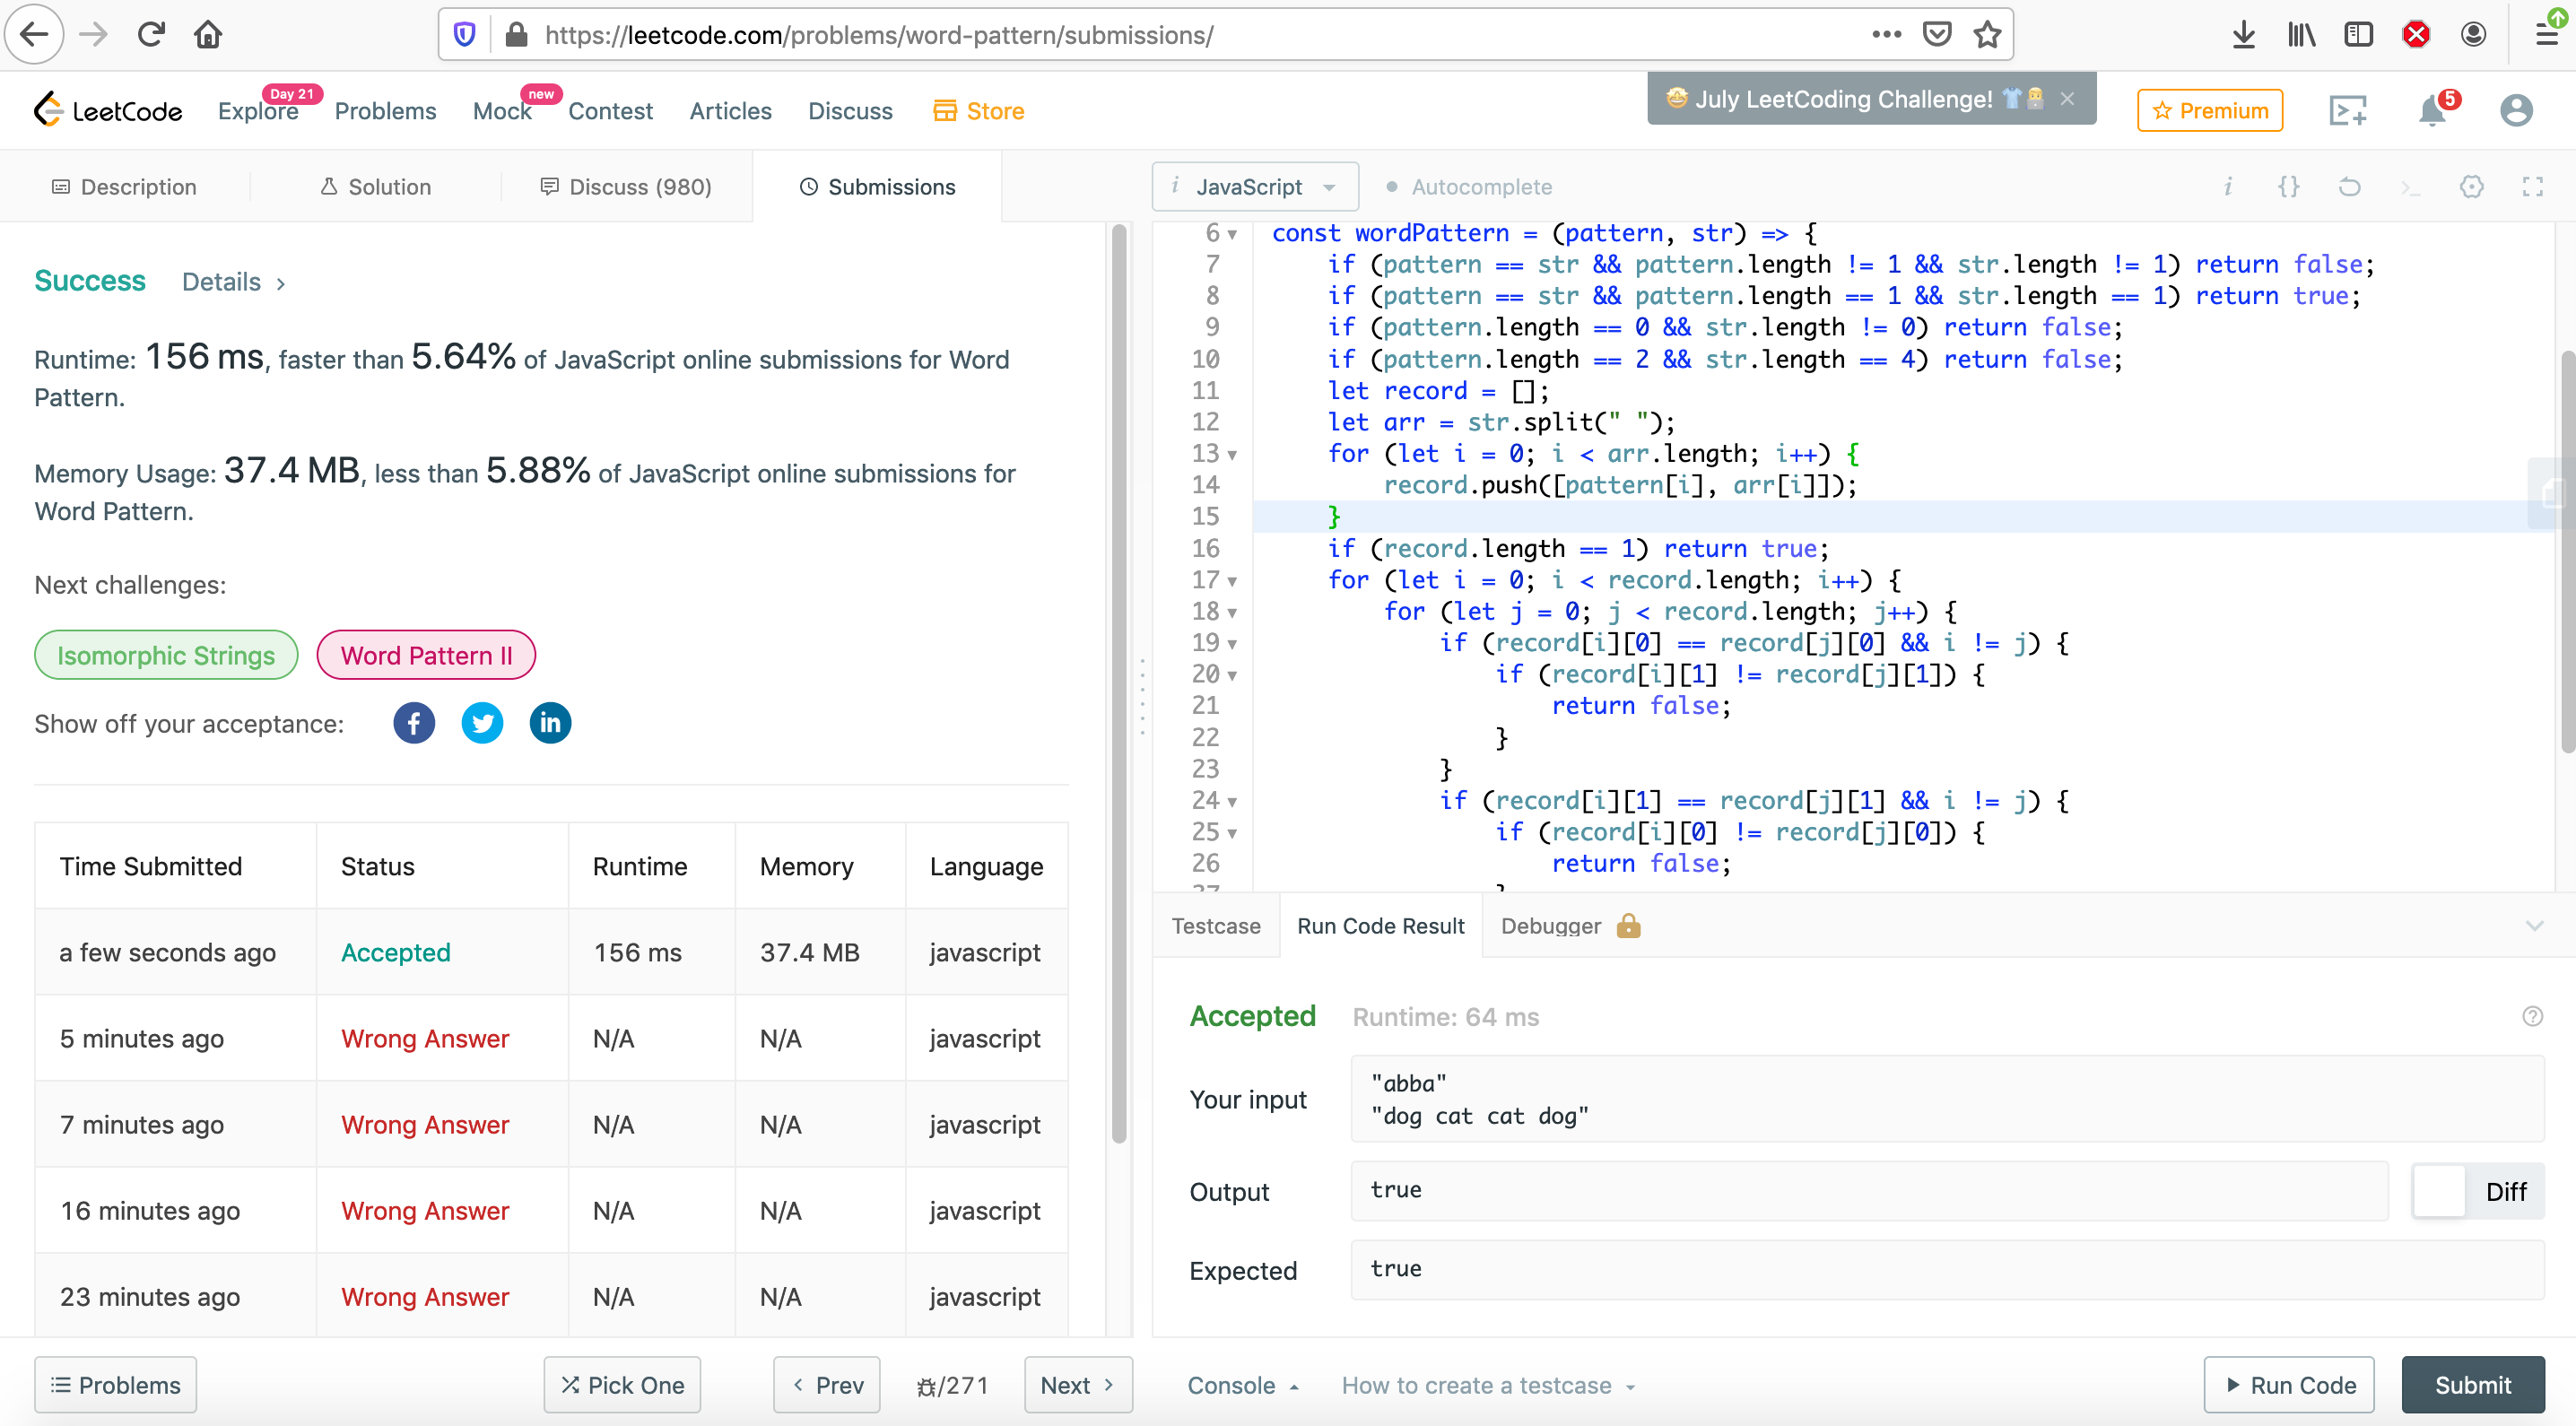 https://leetcode.com/problems/word-pattern/submissions/
LeetCode
Explore
Day 21
Problems
Mock
new
Contest
Articles
Discuss
Store
🤩 July LeetCoding Challenge! 👕
Premium
5
Description
Solution
Discuss (980)
Submissions
Success
Details >
Runtime: 156 ms, faster than 5.64% of JavaScript online submissions for Word
Pattern.
Memory Usage: 37.4 MB, less than 5.88% of JavaScript online submissions for
Word Pattern.
Next challenges:
Isomorphic Strings
Word Pattern II
Show off your acceptance:
Time Submitted Status Runtime Memory Language
a few seconds ago Accepted 156 ms 37.4 MB javascript
5 minutes ago Wrong Answer N/A N/A javascript
7 minutes ago Wrong Answer N/A N/A javascript
16 minutes ago Wrong Answer N/A N/A javascript
23 minutes ago Wrong Answer N/A N/A javascript
Problems
Pick One
< Prev
/271
Next >
i JavaScript
Autocomplete
6 const wordPattern = (pattern, str) => {
7 if (pattern == str && pattern.length != 1 && str.length != 1) return false;
8 if (pattern == str && pattern.length == 1 && str.length == 1) return true;
9 if (pattern.length == 0 && str.length != 0) return false;
10 if (pattern.length == 2 && str.length == 4) return false;
11 let record = [];
12 let arr = str.split(" ");
13 for (let i = 0; i < arr.length; i++) {
14 record.push([pattern[i], arr[i]]);
15 }
16 if (record.length == 1) return true;
17 for (let i = 0; i < record.length; i++) {
18 for (let j = 0; j < record.length; j++) {
19 if (record[i][0] == record[j][0] && i != j) {
20 if (record[i][1] != record[j][1]) {
21 return false;
22 }
23 }
24 if (record[i][1] == record[j][1] && i != j) {
25 if (record[i][0] != record[j][0]) {
26 return false;
27 }
Testcase
Run Code Result
Debugger
Accepted
Runtime: 64 ms
Your input
"abba"
"dog cat cat dog"
Output
true
Diff
Expected
true
Console
How to create a testcase
Run Code
Submit